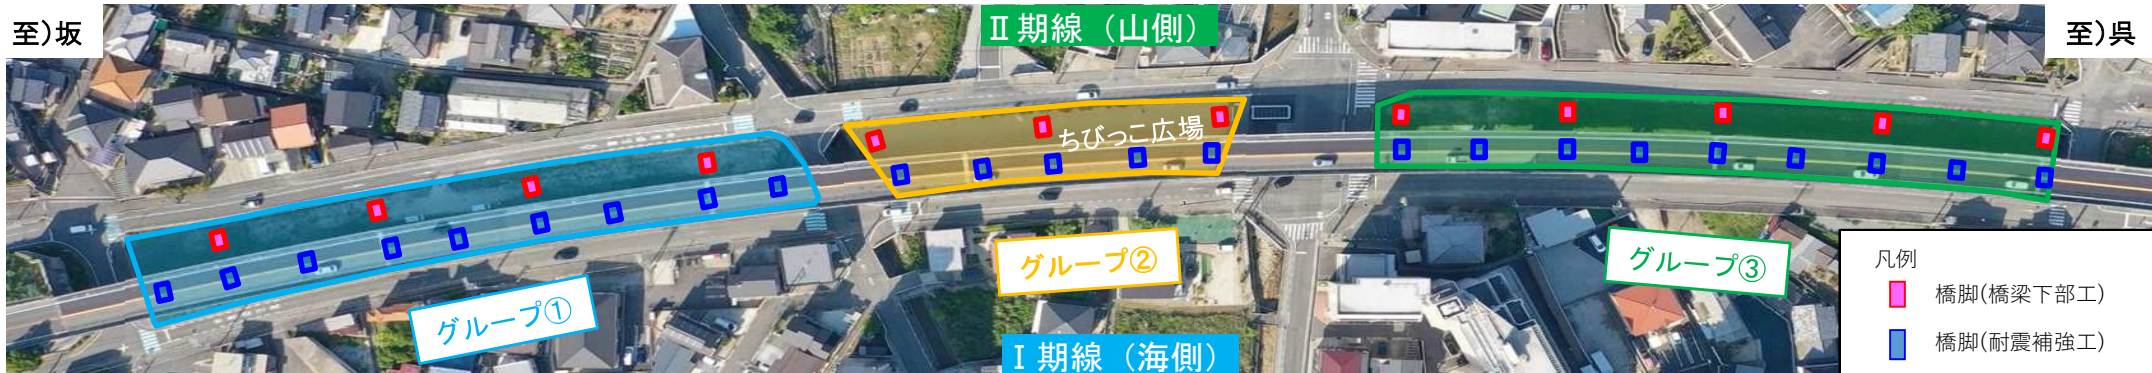 至)坂
Ⅱ期線（山側）
至)呉
ちびっこ広場
グループ①
グループ②
グループ③
Ⅰ期線（海側）
凡例
橋脚(橋梁下部工)
橋脚(耐震補強工)